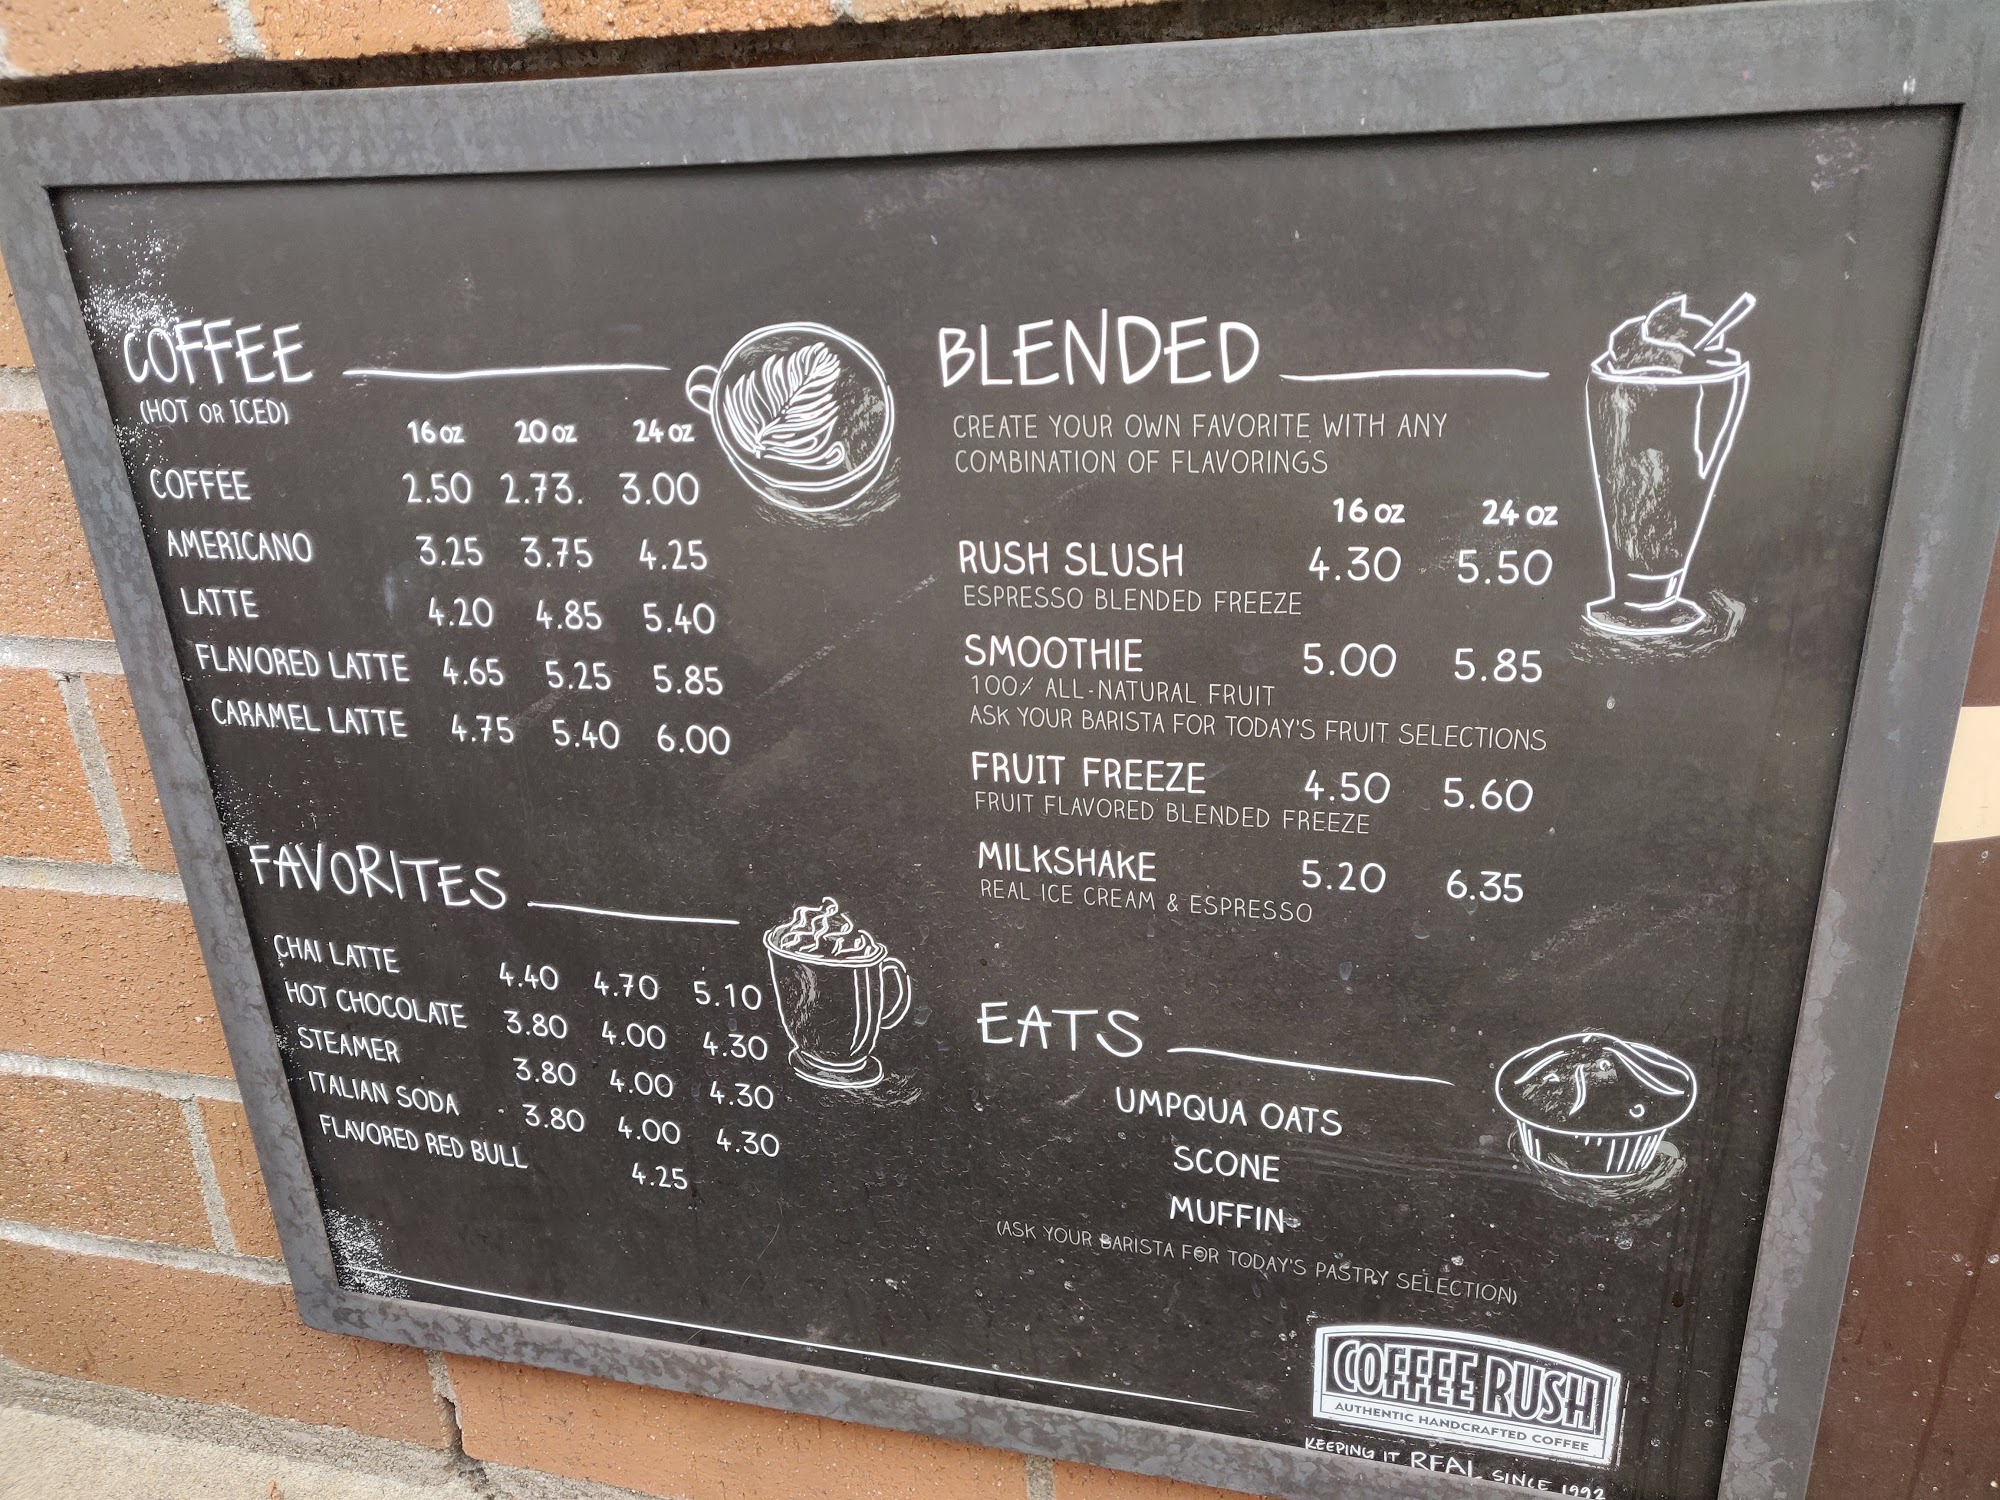 COFFEE
(HOT OR ICED)
16 oz 20 oz 24 oz
COFFEE 2.50 2.73. 3.00
AMERICANO 3.25 3.75 4.25
LATTE 4.20 4.85 5.40
FLAVORED LATTE 4.65 5.25 5.85
CARAMEL LATTE 4.75 5.40 6.00
FAVORITES
CHAI LATTE 4.40 4.70 5.10
HOT CHOCOLATE 3.80 4.00 4.30
STEAMER 3.80 4.00 4.30
ITALIAN SODA 3.80 4.00 4.30
FLAVORED RED BULL 4.25
BLENDED
CREATE YOUR OWN FAVORITE WITH ANY
COMBINATION OF FLAVORINGS
16 oz 24 oz
RUSH SLUSH 4.30 5.50
ESPRESSO BLENDED FREEZE
SMOOTHIE 5.00 5.85
100% ALL-NATURAL FRUIT
ASK YOUR BARISTA FOR TODAY'S FRUIT SELECTIONS
FRUIT FREEZE 4.50 5.60
FRUIT FLAVORED BLENDED FREEZE
MILKSHAKE 5.20 6.35
REAL ICE CREAM & ESPRESSO
EATS
UMPQUA OATS
SCONE
MUFFIN
(ASK YOUR BARISTA FOR TODAY'S PASTRY SELECTION)
COFFEE RUSH
AUTHENTIC HANDCRAFTED COFFEE
KEEPING IT REAL SINCE 1992